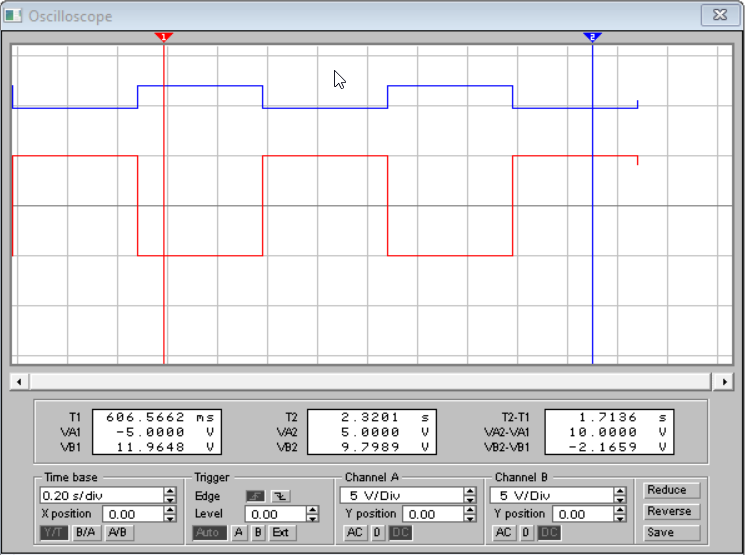 Oscilloscope
1 2
T1 606.5662 ms T2 2.3201 s T2-T1 1.7136 s
VA1 -5.0000 V VA2 5.0000 V VA2-VA1 10.0000 V
VB1 11.9648 V VB2 9.7989 V VB2-VB1 -2.1659 V
Time base Trigger Channel A Channel B
0.20 s/div Edge 5 V/Div 5 V/Div Reduce
X position 0.00 Level 0.00 Y position 0.00 Y position 0.00 Reverse
Y/T B/A A/B Auto A B Ext AC 0 DC AC 0 DC Save